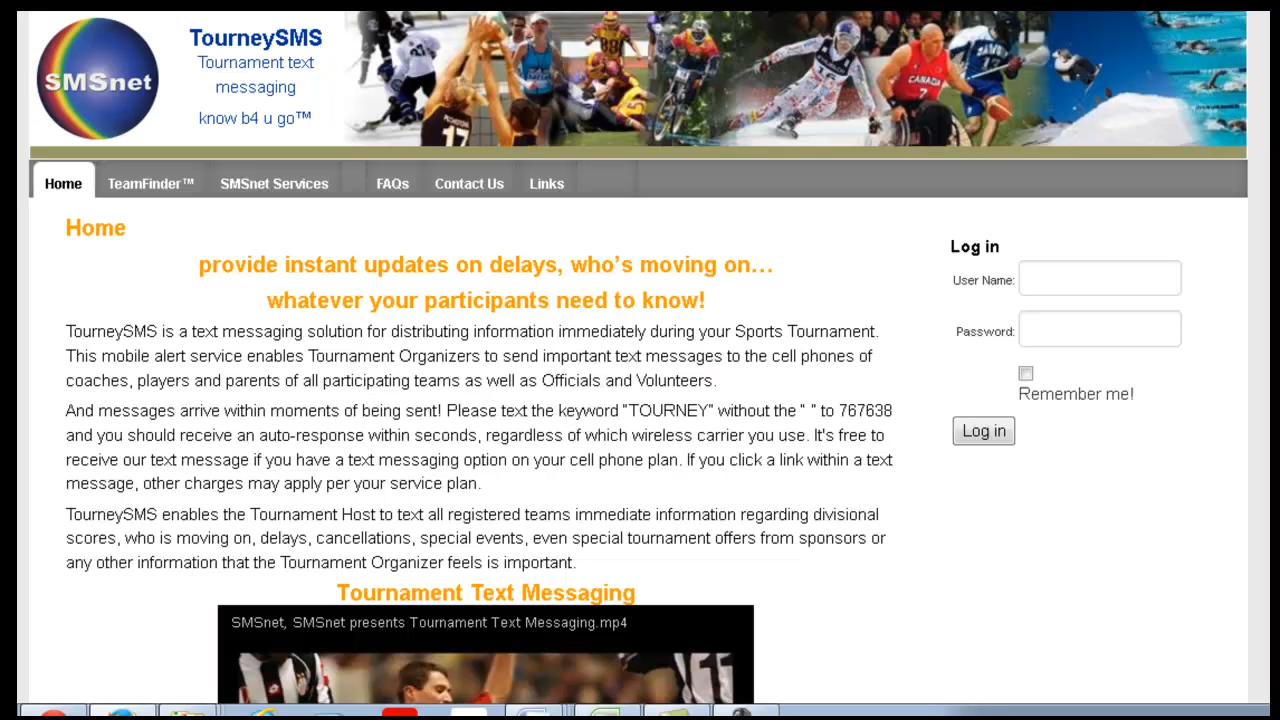 SMSnet
TourneySMS
Tournament text
messaging
know b4 u go™
17
88
CANADA
Home
TeamFinder™
SMSnet Services
FAQs
Contact Us
Links
Home
provide instant updates on delays, who's moving on...
whatever your participants need to know!
TourneySMS is a text messaging solution for distributing information immediately during your Sports Tournament.
This mobile alert service enables Tournament Organizers to send important text messages to the cell phones of
coaches, players and parents of all participating teams as well as Officials and Volunteers.
And messages arrive within moments of being sent! Please text the keyword "TOURNEY" without the " " to 767638
and you should receive an auto-response within seconds, regardless of which wireless carrier you use. It's free to
receive our text message if you have a text messaging option on your cell phone plan. If you click a link within a text
message, other charges may apply per your service plan.
TourneySMS enables the Tournament Host to text all registered teams immediate information regarding divisional
scores, who is moving on, delays, cancellations, special events, even special tournament offers from sponsors or
any other information that the Tournament Organizer feels is important.
Tournament Text Messaging
SMSnet, SMSnet presents Tournament Text Messaging.mp4
11
Log in
User Name:
Password:
Remember me!
Log in